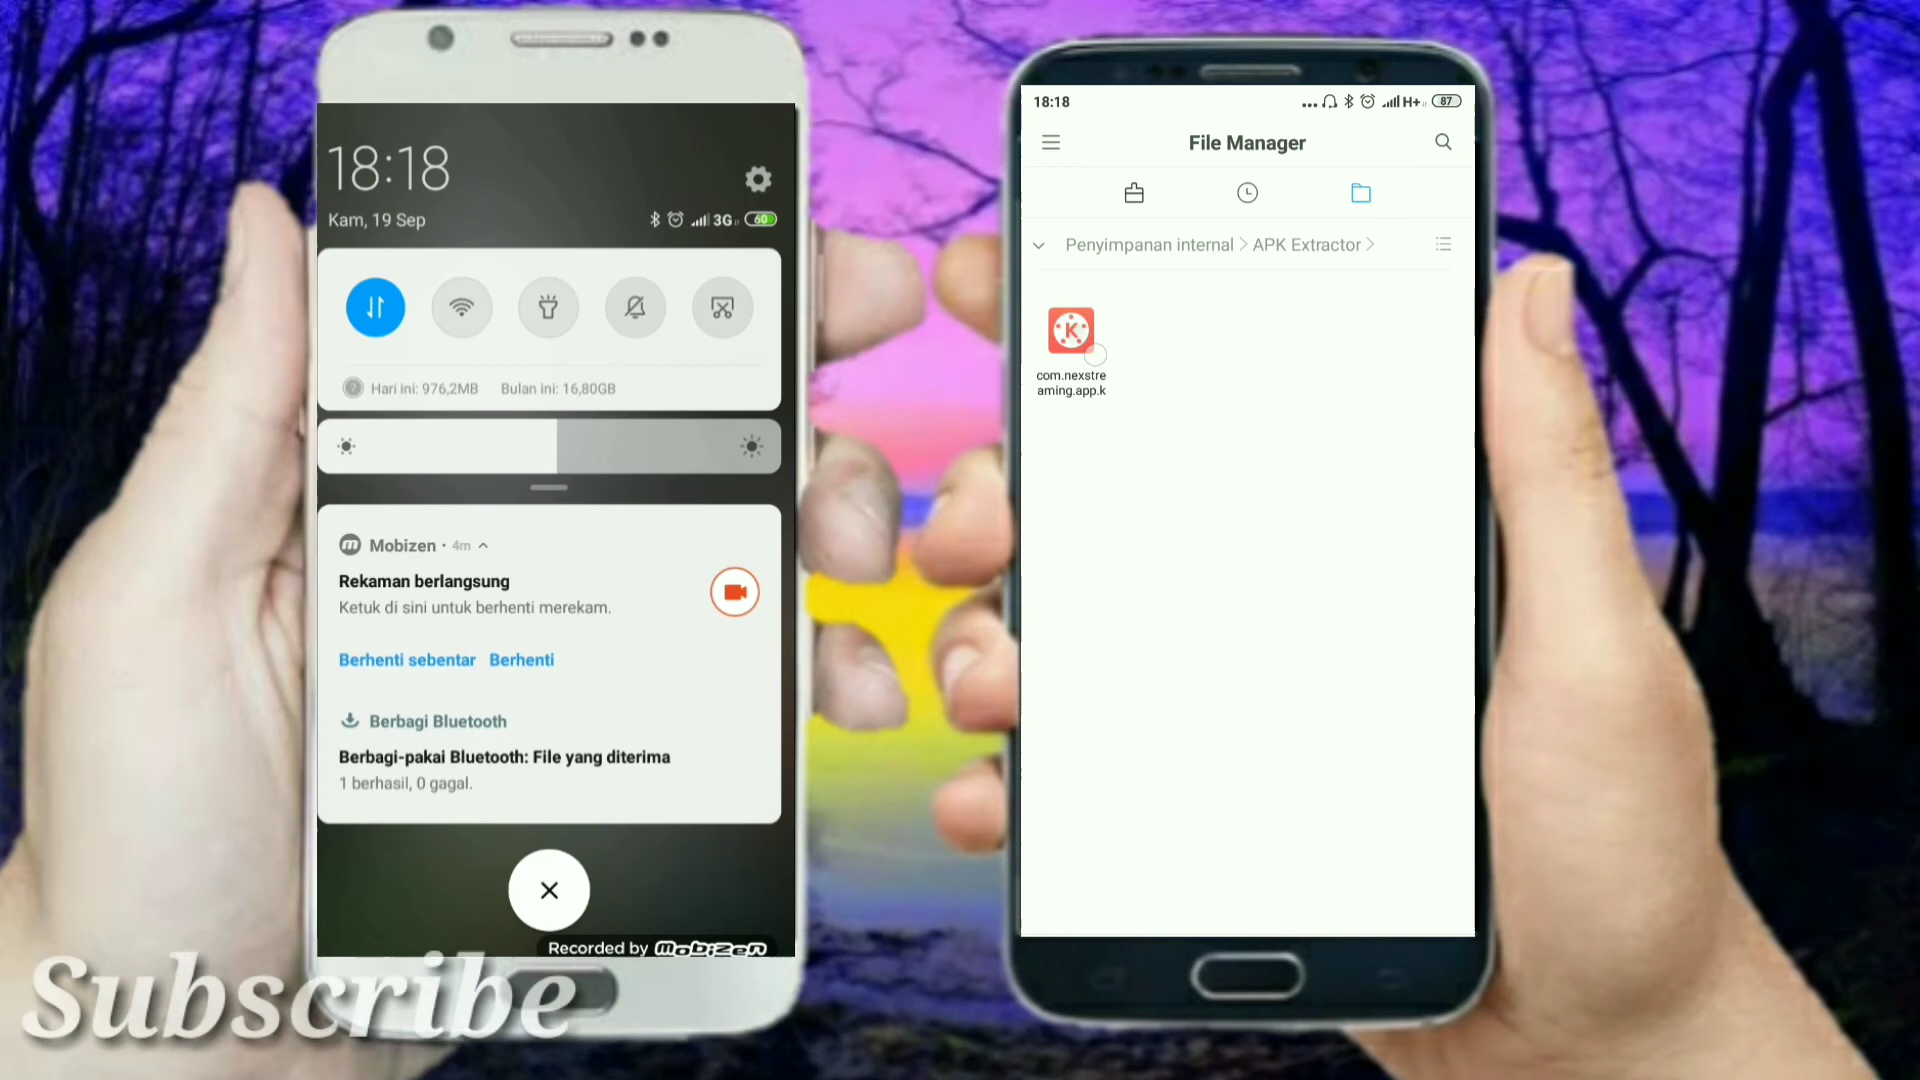 18:18
Kam, 19 Sep
3G
60
Hari ini: 976,2MB Bulan ini: 16,80GB
Mobizen · 4m
Rekaman berlangsung
Ketuk di sini untuk berhenti merekam.
Berhenti sebentar Berhenti
Berbagi Bluetooth
Berbagi-pakai Bluetooth: File yang diterima
1 berhasil, 0 gagal.
Recorded by mobizen
Subscribe
18:18
... H+ 87
File Manager
Penyimpanan internal > APK Extractor >
K
com.nexstre
aming.app.k